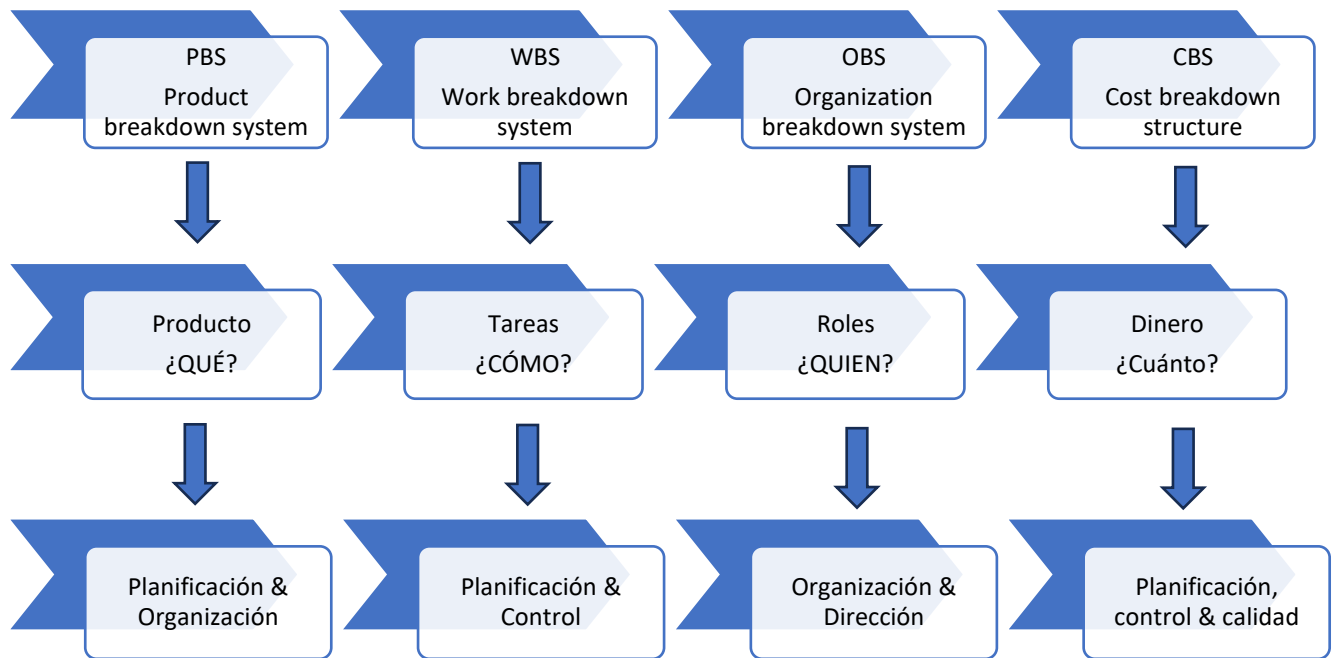 PBS
Product
breakdown system
WBS
Work breakdown
system
OBS
Organization
breakdown system
CBS
Cost breakdown
structure
Producto
¿QUÉ?
Tareas
¿CÓMO?
Roles
¿QUIEN?
Dinero
¿Cuánto?
Planificación &
Organización
Planificación &
Control
Organización &
Dirección
Planificación,
control & calidad